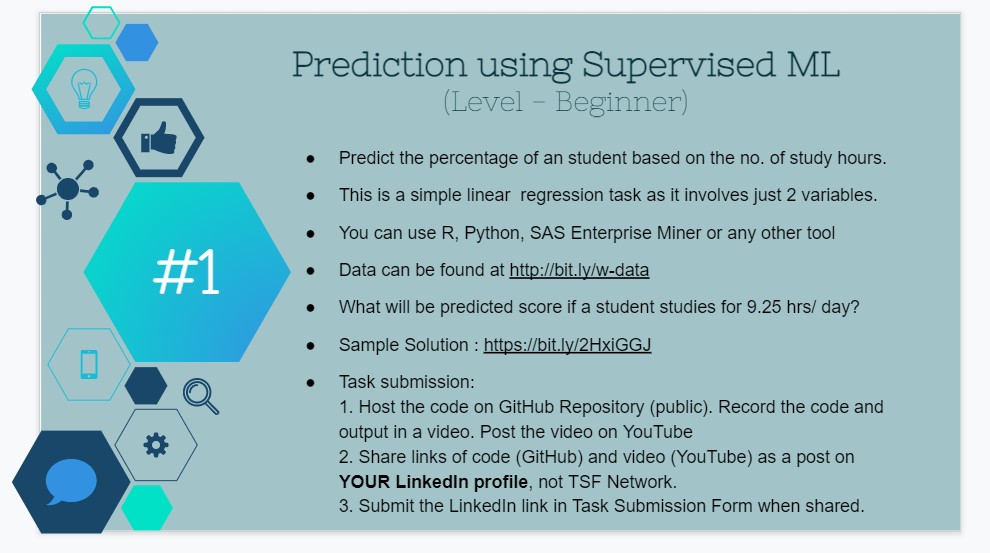 Prediction using Supervised ML
(Level - Beginner)
#1
● Predict the percentage of an student based on the no. of study hours.
● This is a simple linear regression task as it involves just 2 variables.
● You can use R, Python, SAS Enterprise Miner or any other tool
● Data can be found at http://bit.ly/w-data
● What will be predicted score if a student studies for 9.25 hrs/ day?
● Sample Solution : https://bit.ly/2HxiGGJ
● Task submission:
1. Host the code on GitHub Repository (public). Record the code and
output in a video. Post the video on YouTube
2. Share links of code (GitHub) and video (YouTube) as a post on
YOUR LinkedIn profile, not TSF Network.
3. Submit the LinkedIn link in Task Submission Form when shared.